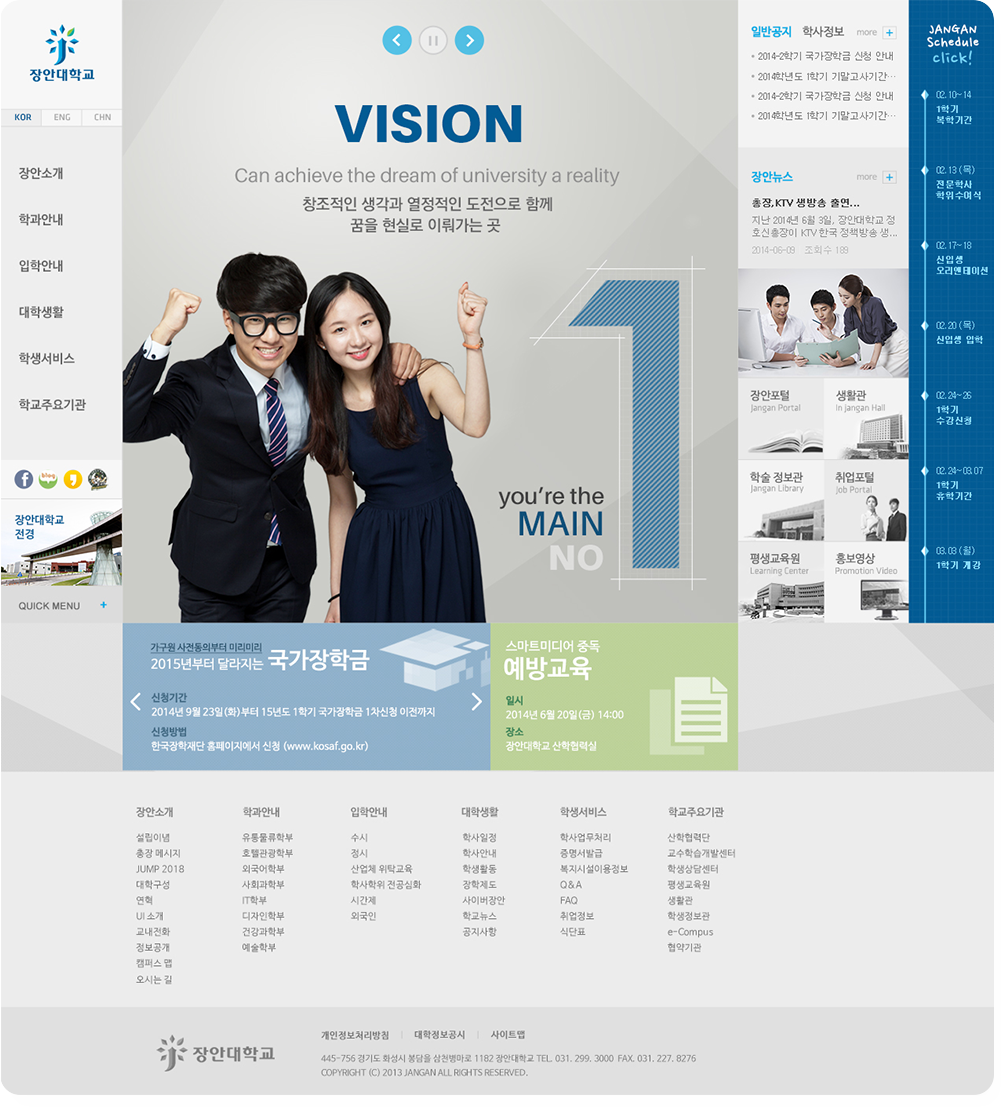 장안대학교
KOR ENG CHN
장안소개
학과안내
입학안내
대학생활
학생서비스
학교주요기관
blog
장안대학교
전경
QUICK MENU +
VISION
Can achieve the dream of university a reality
창조적인 생각과 열정적인 도전으로 함께
꿈을 현실로 이뤄가는 곳
you're the
MAIN
NO
1
일반공지 학사정보 more +
• 2014-2학기 국가장학금 신청 안내
• 2014학년도 1학기 기말고사기간…
• 2014-2학기 국가장학금 신청 안내
• 2014학년도 1학기 기말고사기간…
장안뉴스 more +
총장,KTV 생방송 출연...
지난 2014년 6월 3일, 장안대학교 정
호신총장이 KTV 한국 정책방송 생...
2014-06-09 조회수 189
장안포털
Jangan Portal
생활관
In jangan Hall
학술 정보관
Jangan Library
취업포털
Job Portal
평생교육원
Learning Center
홍보영상
Promotion Video
JANGAN
Schedule
click!
02.10~14
1학기
복학기간
02.13 (목)
전문학사
학위수여식
02.17~18
신입생
오리엔테이션
02.20 (목)
신입생 입학
02.24~26
1학기
수강신청
02.24~03.07
1학기
휴학기간
03.03 (월)
1학기 개강
가구원 사전동의부터 미리미리
2015년부터 달라지는 국가장학금
신청기간
2014년 9월 23일(화)부터 15년도 1학기 국가장학금 1차신청 이전까지
신청방법
한국장학재단 홈페이지에서 신청 (www.kosaf.go.kr)
스마트미디어 중독
예방교육
일시
2014년 6월 20일(금) 14:00
장소
장안대학교 산학협력실
장안소개
설립이념
총장 메시지
JUMP 2018
대학구성
연혁
UI 소개
교내전화
정보공개
캠퍼스 맵
오시는 길
학과안내
유통물류학부
호텔관광학부
외국어학부
사회과학부
IT학부
디자인학부
건강과학부
예술학부
입학안내
수시
정시
산업체 위탁교육
학사학위 전공심화
시간제
외국인
대학생활
학사일정
학사안내
학생활동
장학제도
사이버장안
학교뉴스
공지사항
학생서비스
학사업무처리
증명서발급
복지시설이용정보
Q&A
FAQ
취업정보
식단표
학교주요기관
산학협력단
교수학습개발센터
학생상담센터
평생교육원
생활관
학생정보관
e-Compus
협약기관
장안대학교
개인정보처리방침 | 대학정보공시 | 사이트맵
445-756 경기도 화성시 봉담읍 삼천병마로 1182 장안대학교 TEL. 031. 299. 3000 FAX. 031. 227. 8276
COPYRIGHT (C) 2013 JANGAN ALL RIGHTS RESERVED.